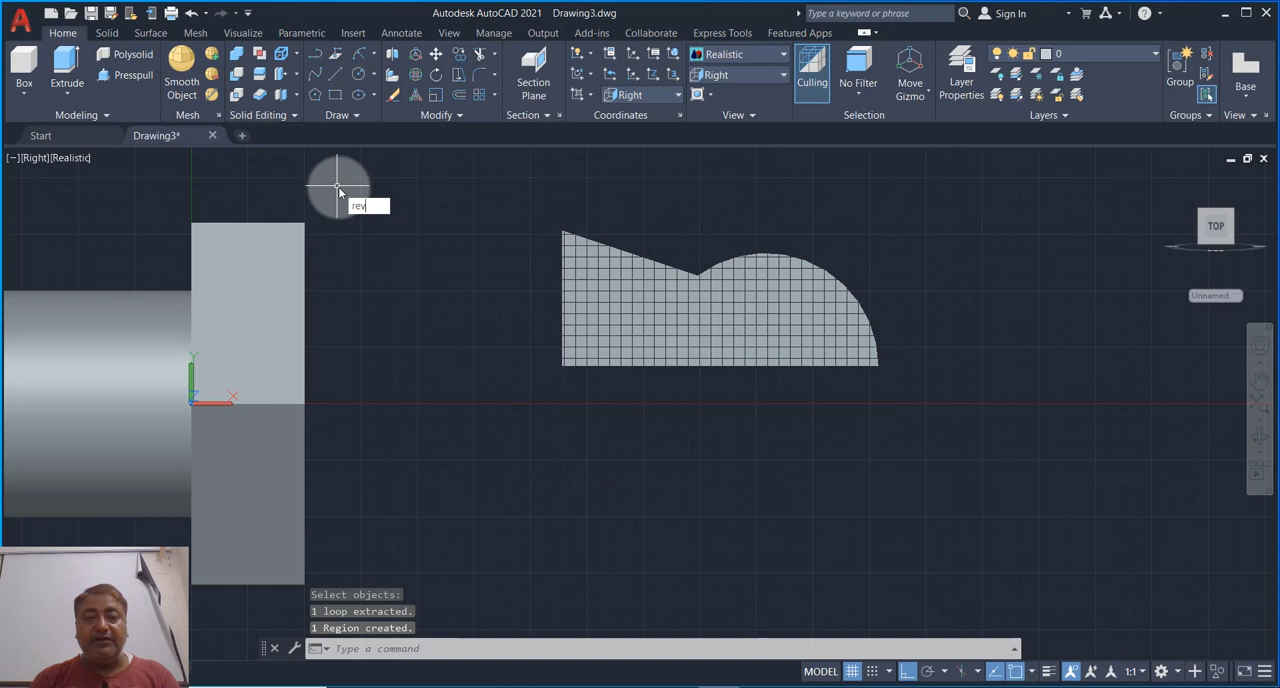 Autodesk AutoCAD 2021 Drawing3.dwg
Type a keyword or phrase
Sign In
Home Solid Surface Mesh Visualize Parametric Insert Annotate View Manage Output Add-ins Collaborate Express Tools Featured Apps
Box
Extrude
Polysolid
Presspull
Smooth Object
Section Plane
Realistic
Right
Right
Culling
No Filter
Move Gizmo
Layer Properties
0
Group
Base
Modeling Mesh Solid Editing Draw Modify Section Coordinates View Selection Layers Groups View
Start Drawing3*
[−][Right][Realistic]
rev
TOP
Unnamed
Y
X
Z
Select objects:
1 loop extracted.
1 Region created.
Type a command
MODEL
1:1